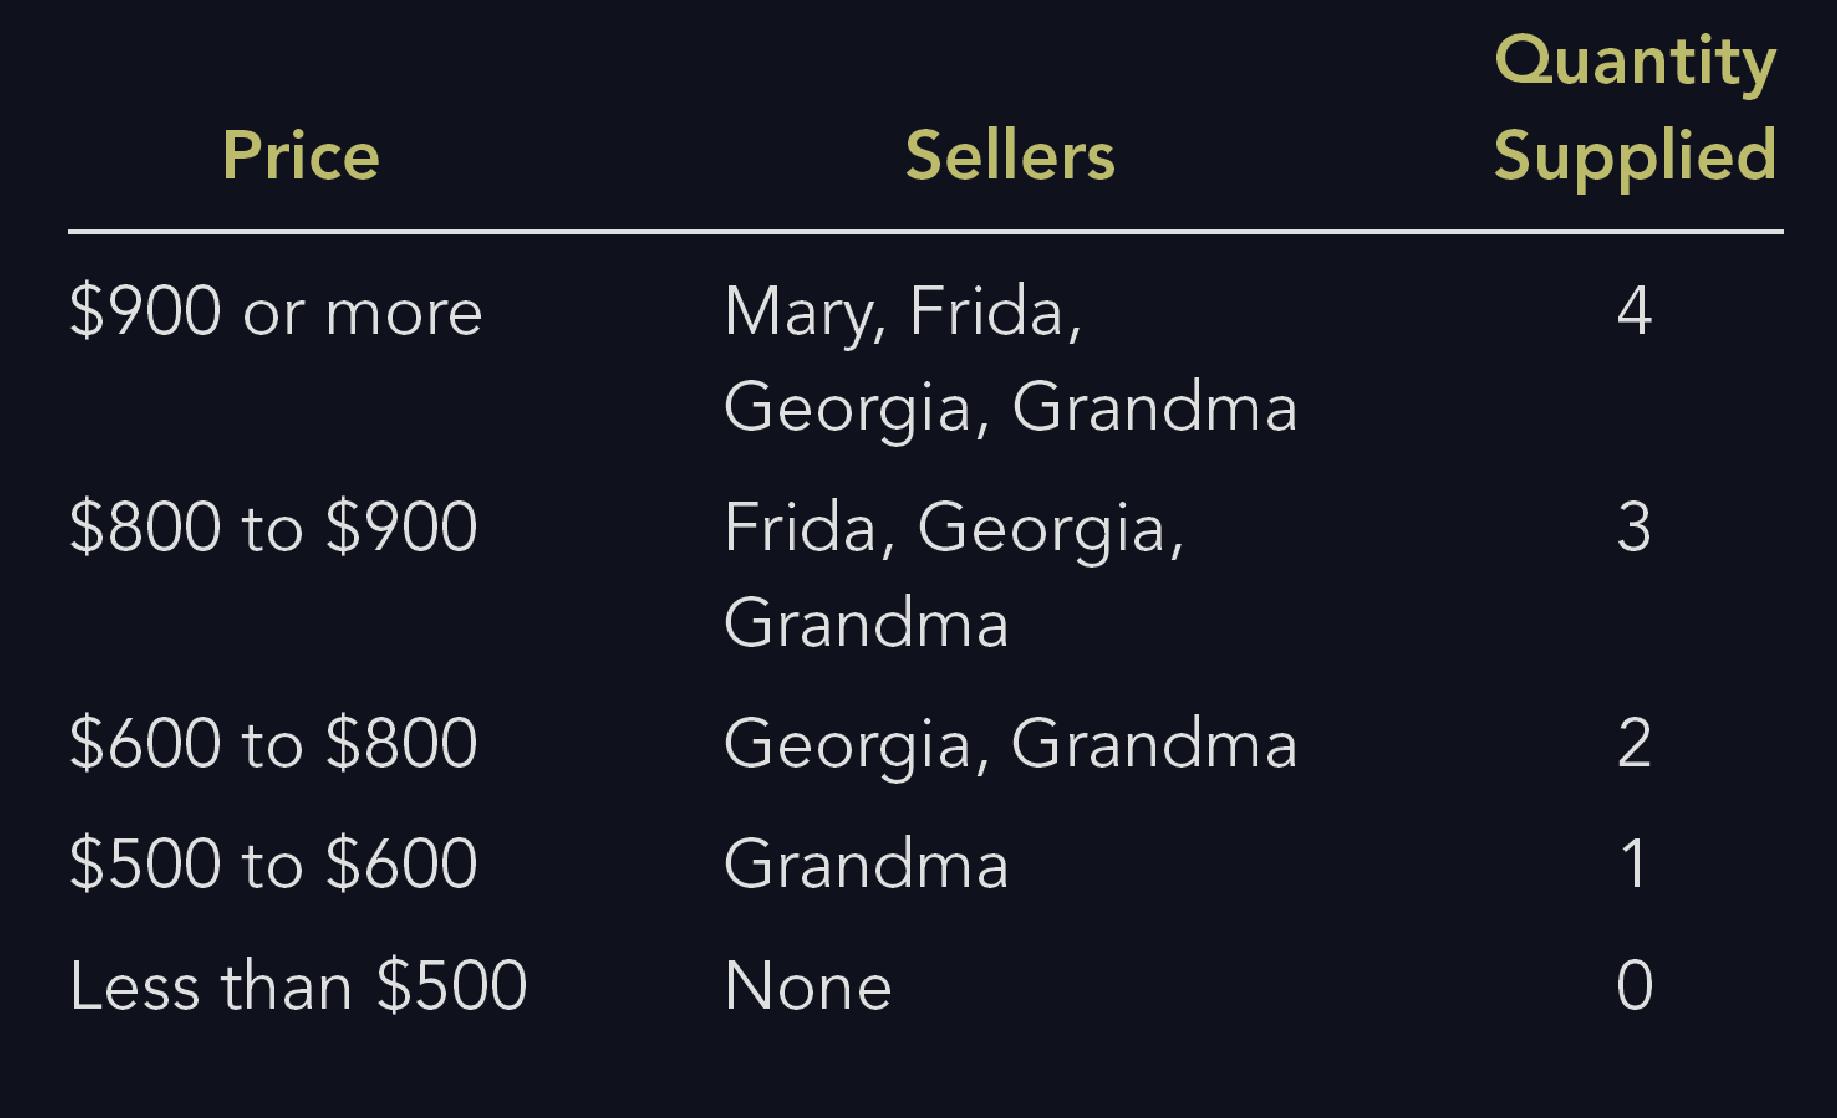 Price Sellers Quantity Supplied
$900 or more Mary, Frida, 4
Georgia, Grandma
$800 to $900 Frida, Georgia, 3
Grandma
$600 to $800 Georgia, Grandma 2
$500 to $600 Grandma 1
Less than $500 None 0